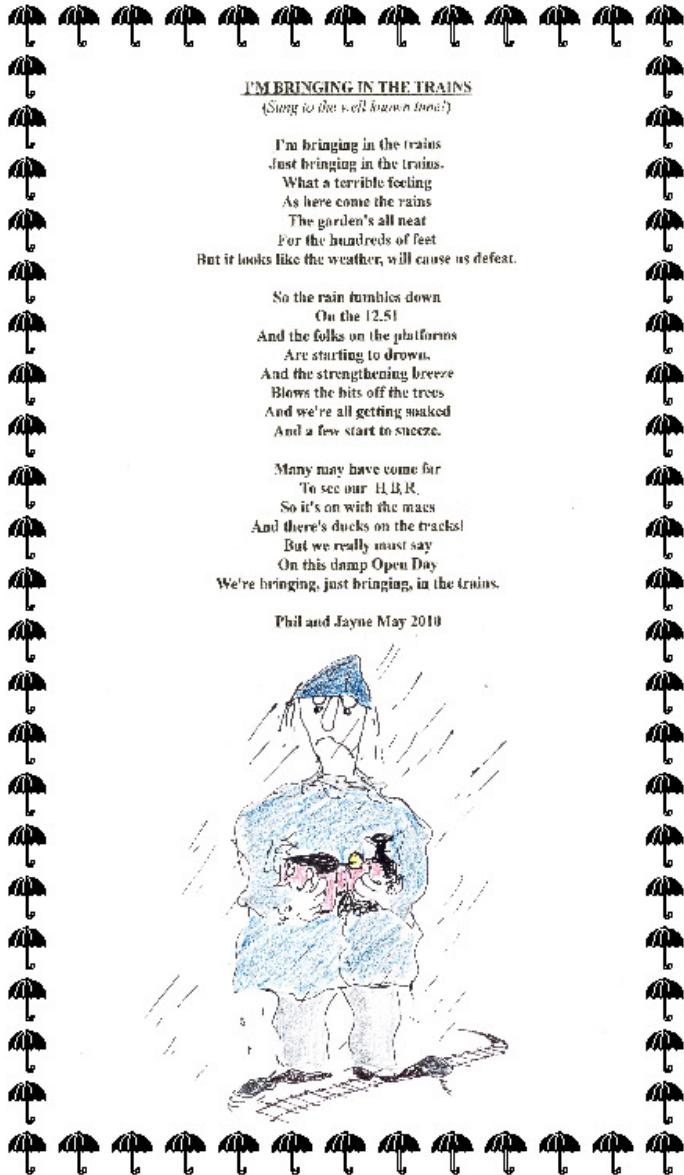 I'M BRINGING IN THE TRAINS
(Sung to the well known tune!)
I'm bringing in the trains
Just bringing in the trains.
What a terrible feeling
As here come the rains
The garden's all neat
For the hundreds of feet
But it looks like the weather, will cause us defeat.
So the rain tumbles down
On the 12.51
And the folks on the platforms
Are starting to drown.
And the strengthening breeze
Blows the bits off the trees
And we're all getting soaked
And a few start to sneeze.
Many may have come far
To see our H.B.R.
So it's on with the macs
And there's ducks on the tracks!
But we really must say
On this damp Open Day
We're bringing, just bringing, in the trains.
Phil and Jayne May 2010